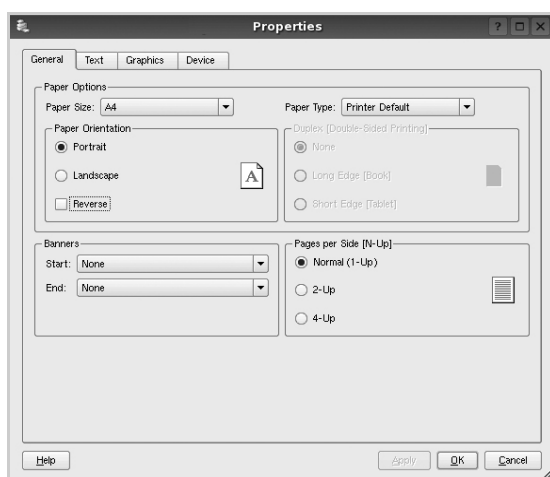 Properties
General Text Graphics Device
Paper Options
Paper Size: A4 Paper Type: Printer Default
Paper Orientation
Portrait
Landscape
A
Reverse
Duplex [Double-Sided Printing]
None
Long Edge [Book]
Short Edge [Tablet]
Banners
Start: None
End: None
Pages per Side [N-Up]
Normal (1-Up)
2-Up
4-Up
Help Apply OK Cancel